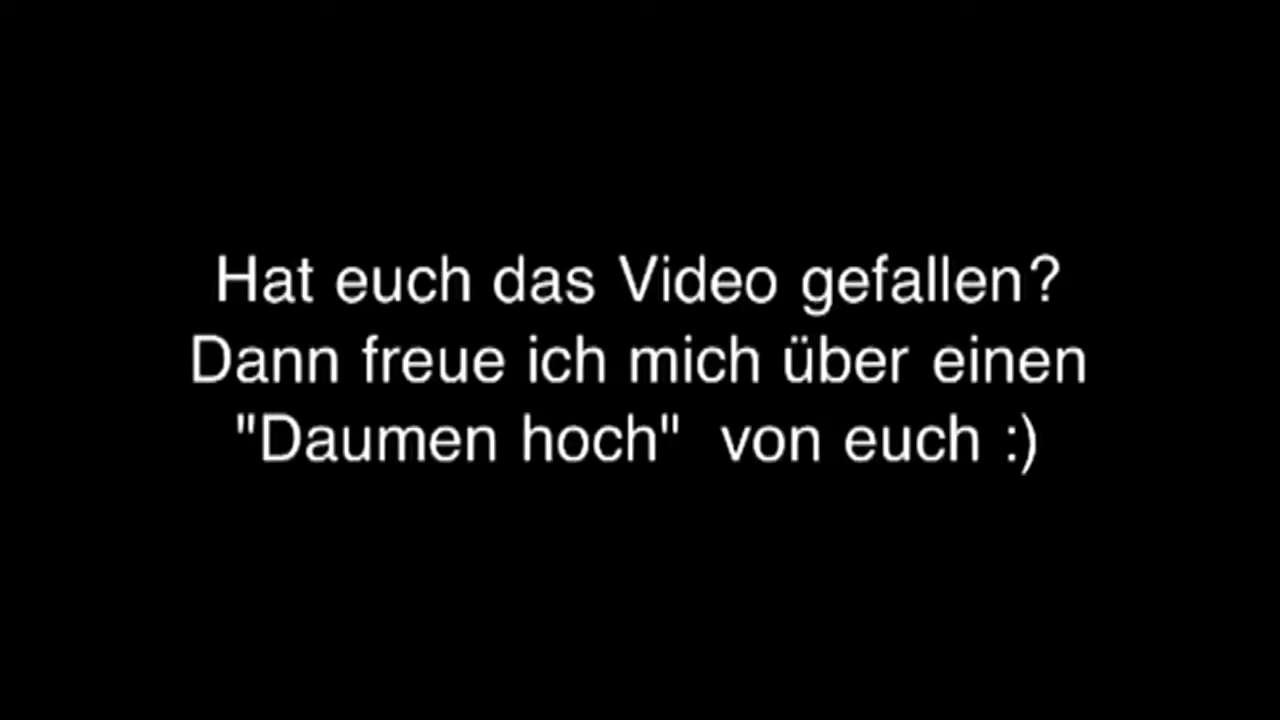 Hat euch das Video gefallen?
Dann freue ich mich über einen
"Daumen hoch"  von euch :)